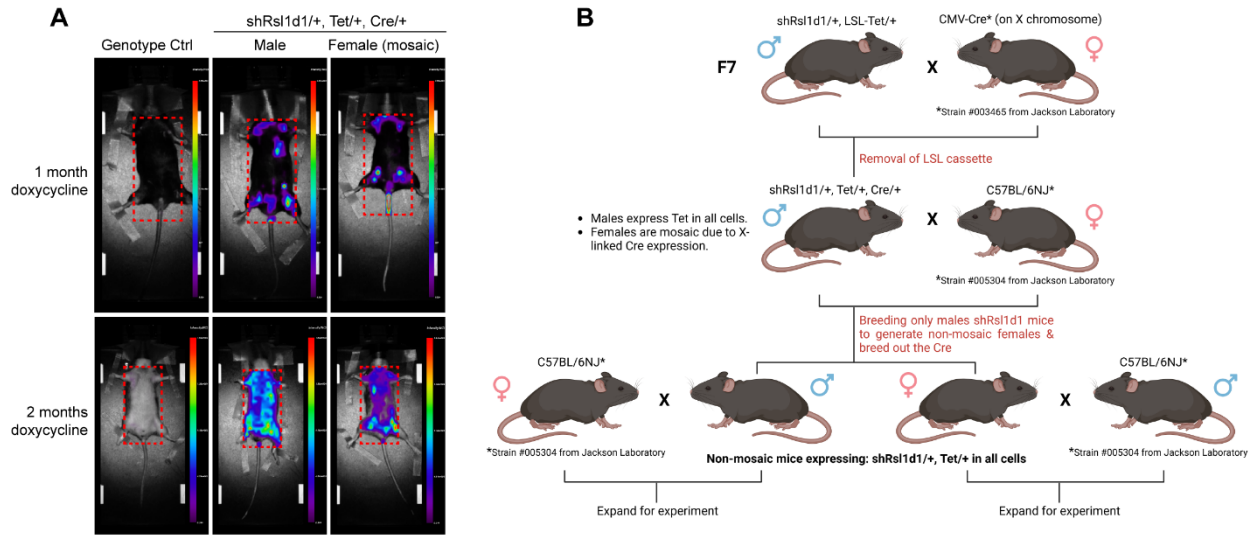 A
shRsl1d1/+, Tet/+, Cre/+
Genotype Ctrl
Male
Female (mosaic)
1 month
doxycycline
2 months
doxycycline
B
shRsl1d1/+, LSL-Tet/+
CMV-Cre* (on X chromosome)
♂
♀
F7
X
*Strain #003465 from Jackson Laboratory
Removal of LSL cassette
shRsl1d1/+, Tet/+, Cre/+
C57BL/6NJ*
♂
♀
X
• Males express Tet in all cells.
• Females are mosaic due to X-
linked Cre expression.
*Strain #005304 from Jackson Laboratory
Breeding only males shRsl1d1 mice
to generate non-mosaic females &
breed out the Cre
C57BL/6NJ*
C57BL/6NJ*
♀
X
♂
♀
X
♂
*Strain #005304 from Jackson Laboratory
*Strain #005304 from Jackson Laboratory
Non-mosaic mice expressing: shRsl1d1/+, Tet/+ in all cells
Expand for experiment
Expand for experiment